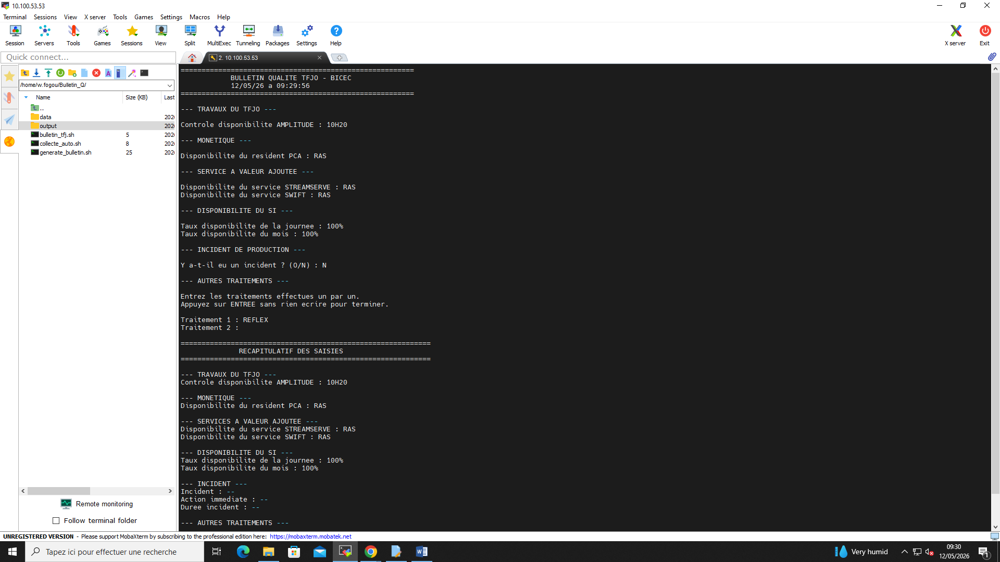 10.100.53.53
Terminal Sessions View X server Tools Games Settings Macros Help
Session Servers Tools Games Sessions View Split MultiExec Tunneling Packages Settings Help X server Exit
Quick connect...
2. 10.100.53.53
/home/w.fogou/Bulletin_Q/
Name Size (KB) Last
..
data 202
output 202
bulletin_tfj.sh 5 202
collecte_auto.sh 8 202
generate_bulletin.sh 25 202
Remote monitoring
Follow terminal folder
========================================================
BULLETIN QUALITE TFJO - BICEC
12/05/26 a 09:29:56
========================================================
--- TRAVAUX DU TFJO ---
Controle disponibilite AMPLITUDE : 10H20
--- MONETIQUE ---
Disponibilite du resident PCA : RAS
--- SERVICE A VALEUR AJOUTEE ---
Disponibilite du service STREAMSERVE : RAS
Disponibilite du service SWIFT : RAS
--- DISPONIBILITE DU SI ---
Taux disponibilite de la journee : 100%
Taux disponibilite du mois : 100%
--- INCIDENT DE PRODUCTION ---
Y a-t-il eu un incident ? (O/N) : N
--- AUTRES TRAITEMENTS ---
Entrez les traitements effectues un par un.
Appuyez sur ENTREE sans rien ecrire pour terminer.
Traitement 1 : REFLEX
Traitement 2 :
============================================================
RECAPITULATIF DES SAISIES
============================================================
--- TRAVAUX DU TFJO ---
Controle disponibilite AMPLITUDE : 10H20
--- MONETIQUE ---
Disponibilite du resident PCA : RAS
--- SERVICES A VALEUR AJOUTEE ---
Disponibilite du service STREAMSERVE : RAS
Disponibilite du service SWIFT : RAS
--- DISPONIBILITE DU SI ---
Taux disponibilite de la journee : 100%
Taux disponibilite du mois : 100%
--- INCIDENT ---
Incident : --
Action immediate : --
Duree incident : --
--- AUTRES TRAITEMENTS ---
UNREGISTERED VERSION - Please support MobaXterm by subscribing to the professional edition here: https://mobaxterm.mobatek.net
Tapez ici pour effectuer une recherche
Very humid
09:30
12/05/2026
1